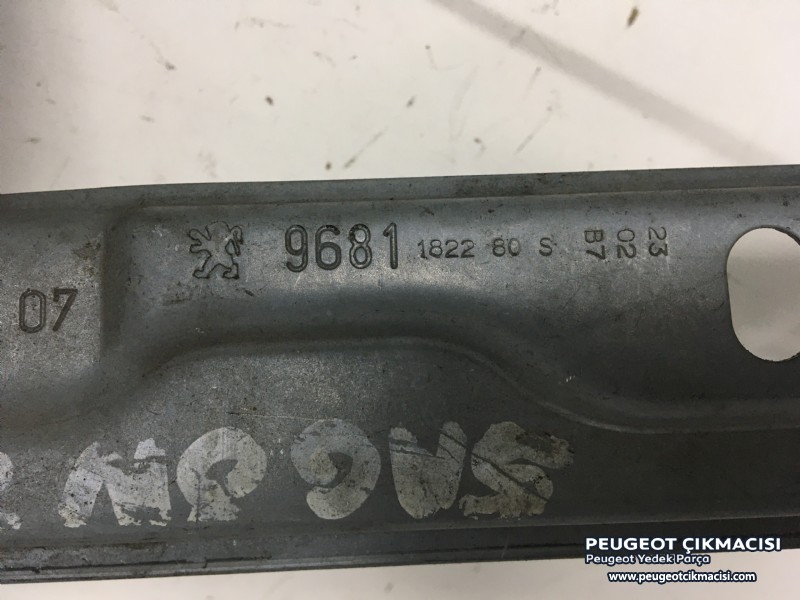 9681 1822 80 S
23
02
B7
07
SAG ON
PEUGEOT ÇIKMACISI
Peugeot Yedek Parça
www.peugeotcikmacisi.com